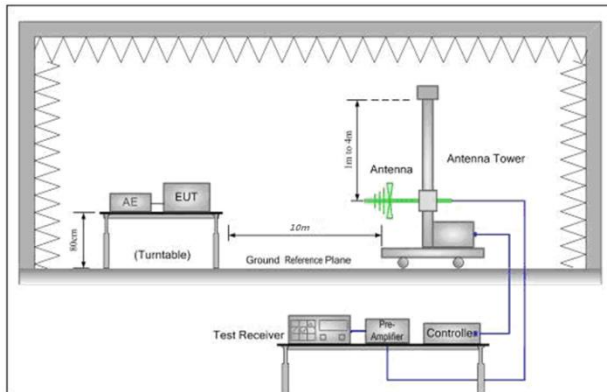 1m to 4m
Antenna
Antenna Tower
AE
EUT
80cm
(Turntable)
10m
Ground Reference Plane
Test Receiver
Pre-
Amplifier
Controller